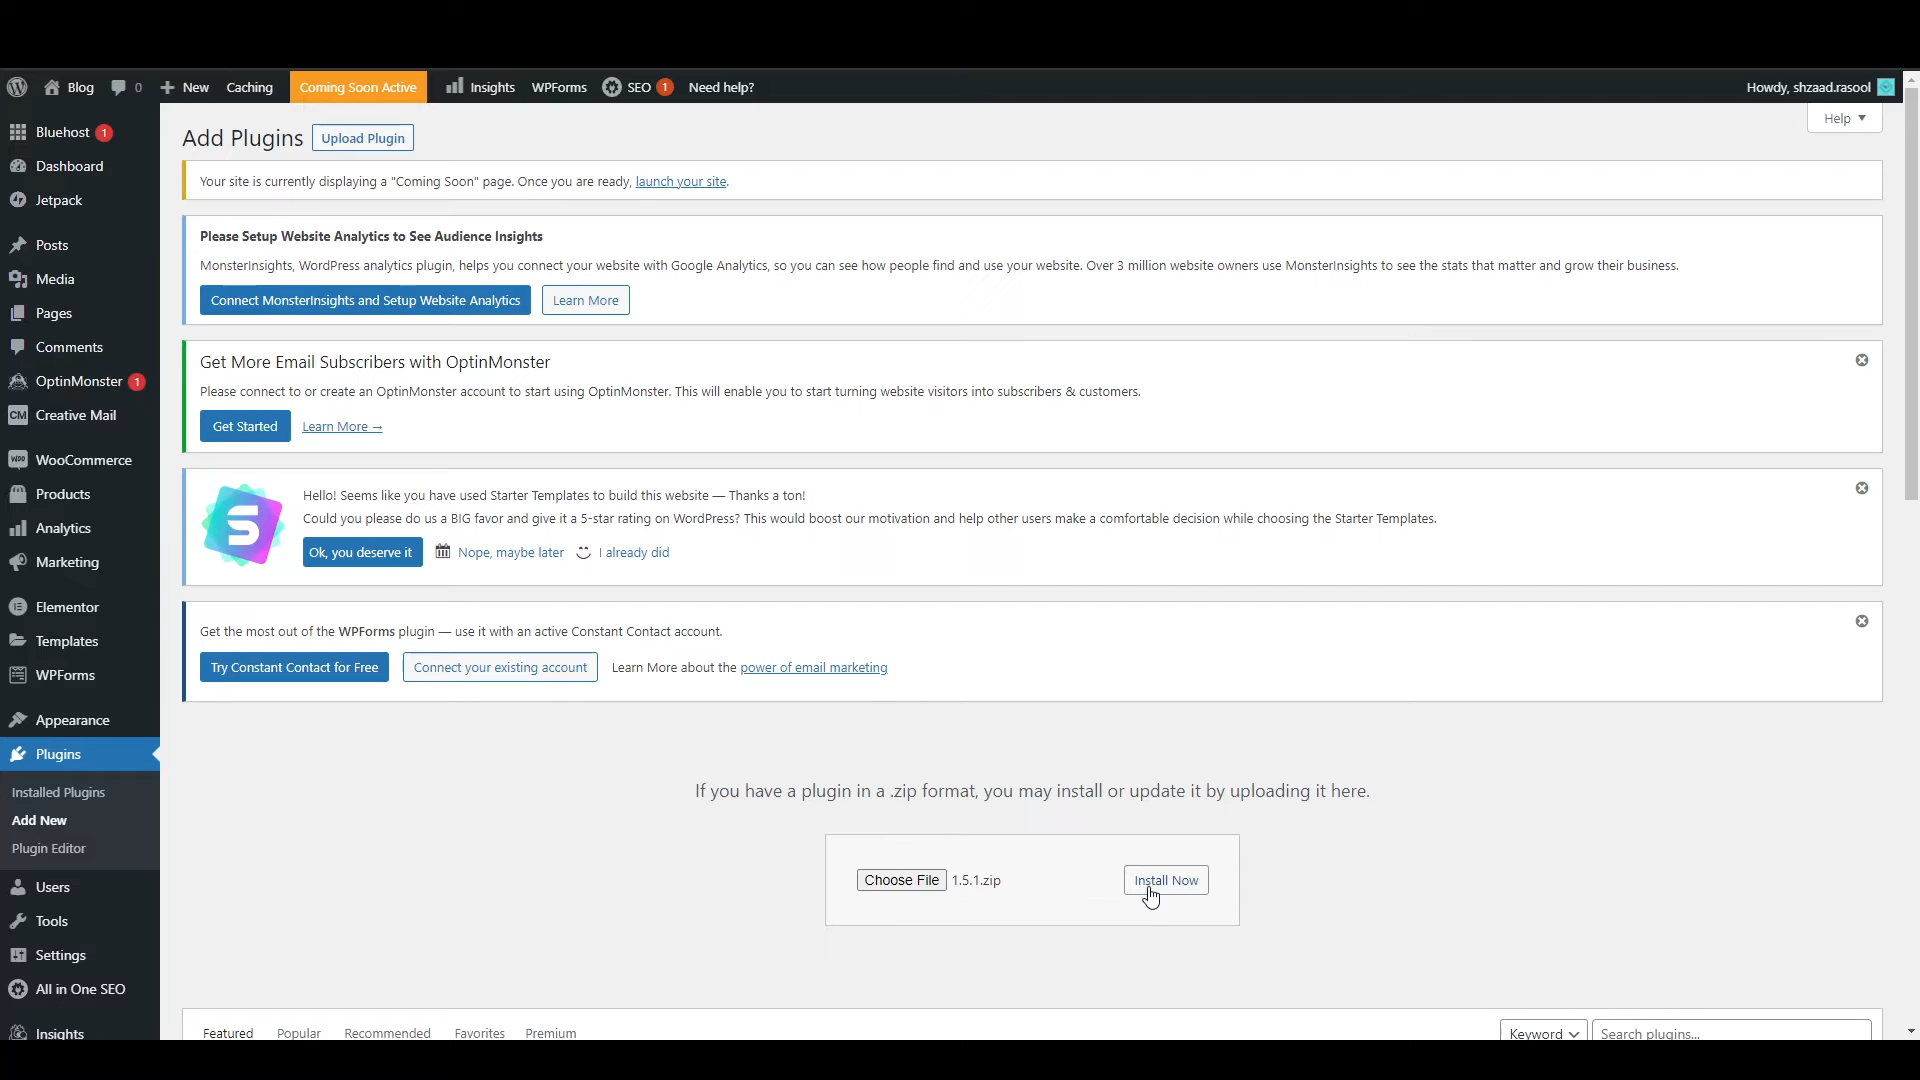 Blog 0 New Caching Coming Soon Active Insights WPForms SEO 1 Need help? Howdy, shzaad.rasool
Bluehost 1
Dashboard
Jetpack
Posts
Media
Pages
Comments
OptinMonster 1
CM Creative Mail
WOO WooCommerce
Products
Analytics
Marketing
Elementor
Templates
WPForms
Appearance
Plugins
Installed Plugins
Add New
Plugin Editor
Users
Tools
Settings
All in One SEO
Insights
Help
Add Plugins Upload Plugin
Your site is currently displaying a "Coming Soon" page. Once you are ready, launch your site.
Please Setup Website Analytics to See Audience Insights
MonsterInsights, WordPress analytics plugin, helps you connect your website with Google Analytics, so you can see how people find and use your website. Over 3 million website owners use MonsterInsights to see the stats that matter and grow their business.
Connect MonsterInsights and Setup Website Analytics Learn More
Get More Email Subscribers with OptinMonster
Please connect to or create an OptinMonster account to start using OptinMonster. This will enable you to start turning website visitors into subscribers & customers.
Get Started Learn More →
S
Hello! Seems like you have used Starter Templates to build this website — Thanks a ton!
Could you please do us a BIG favor and give it a 5-star rating on WordPress? This would boost our motivation and help other users make a comfortable decision while choosing the Starter Templates.
Ok, you deserve it Nope, maybe later I already did
Get the most out of the WPForms plugin — use it with an active Constant Contact account.
Try Constant Contact for Free Connect your existing account Learn More about the power of email marketing
If you have a plugin in a .zip format, you may install or update it by uploading it here.
Choose File 1.5.1.zip Install Now
Featured Popular Recommended Favorites Premium Keyword Search plugins...